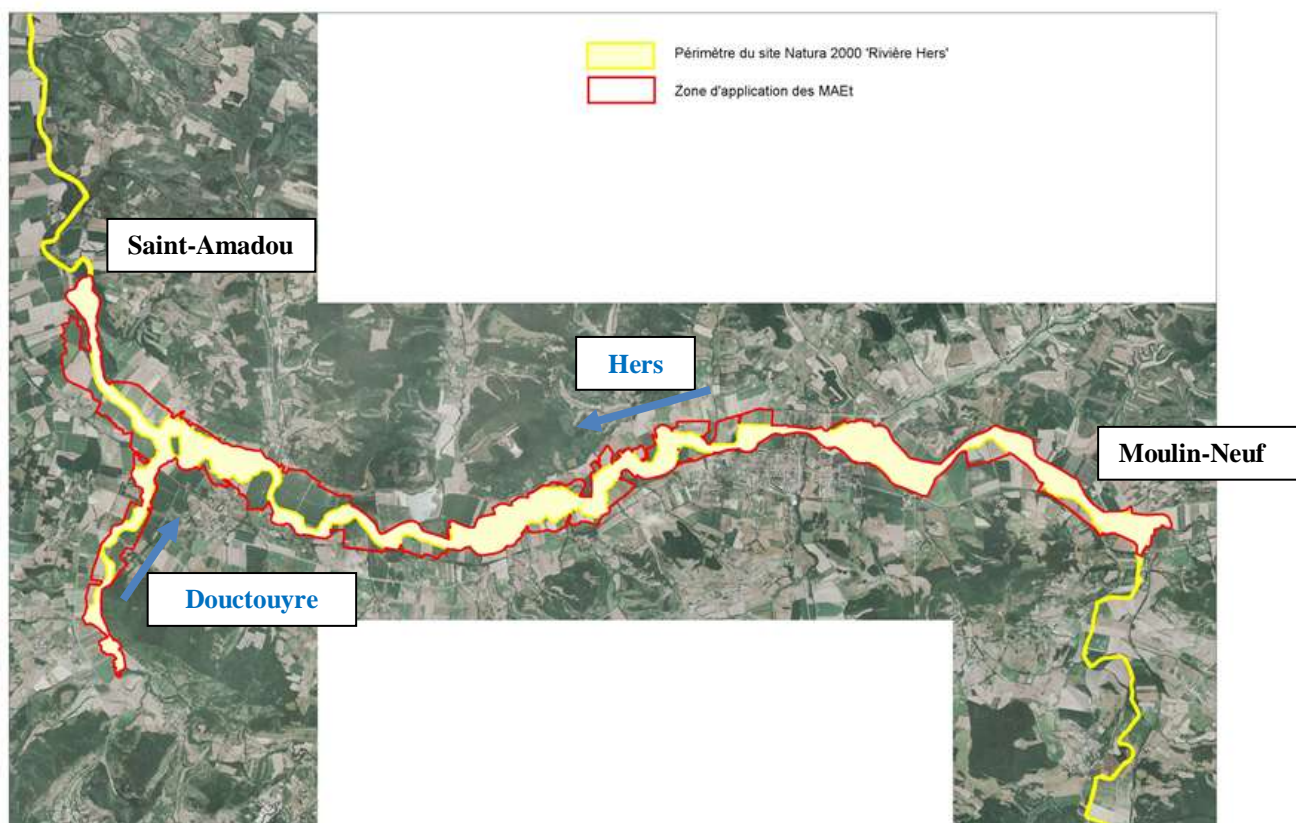 Périmètre du site Natura 2000 'Rivière Hers'
Zone d'application des MAEt
Saint-Amadou
Hers
Moulin-Neuf
Douctouyre